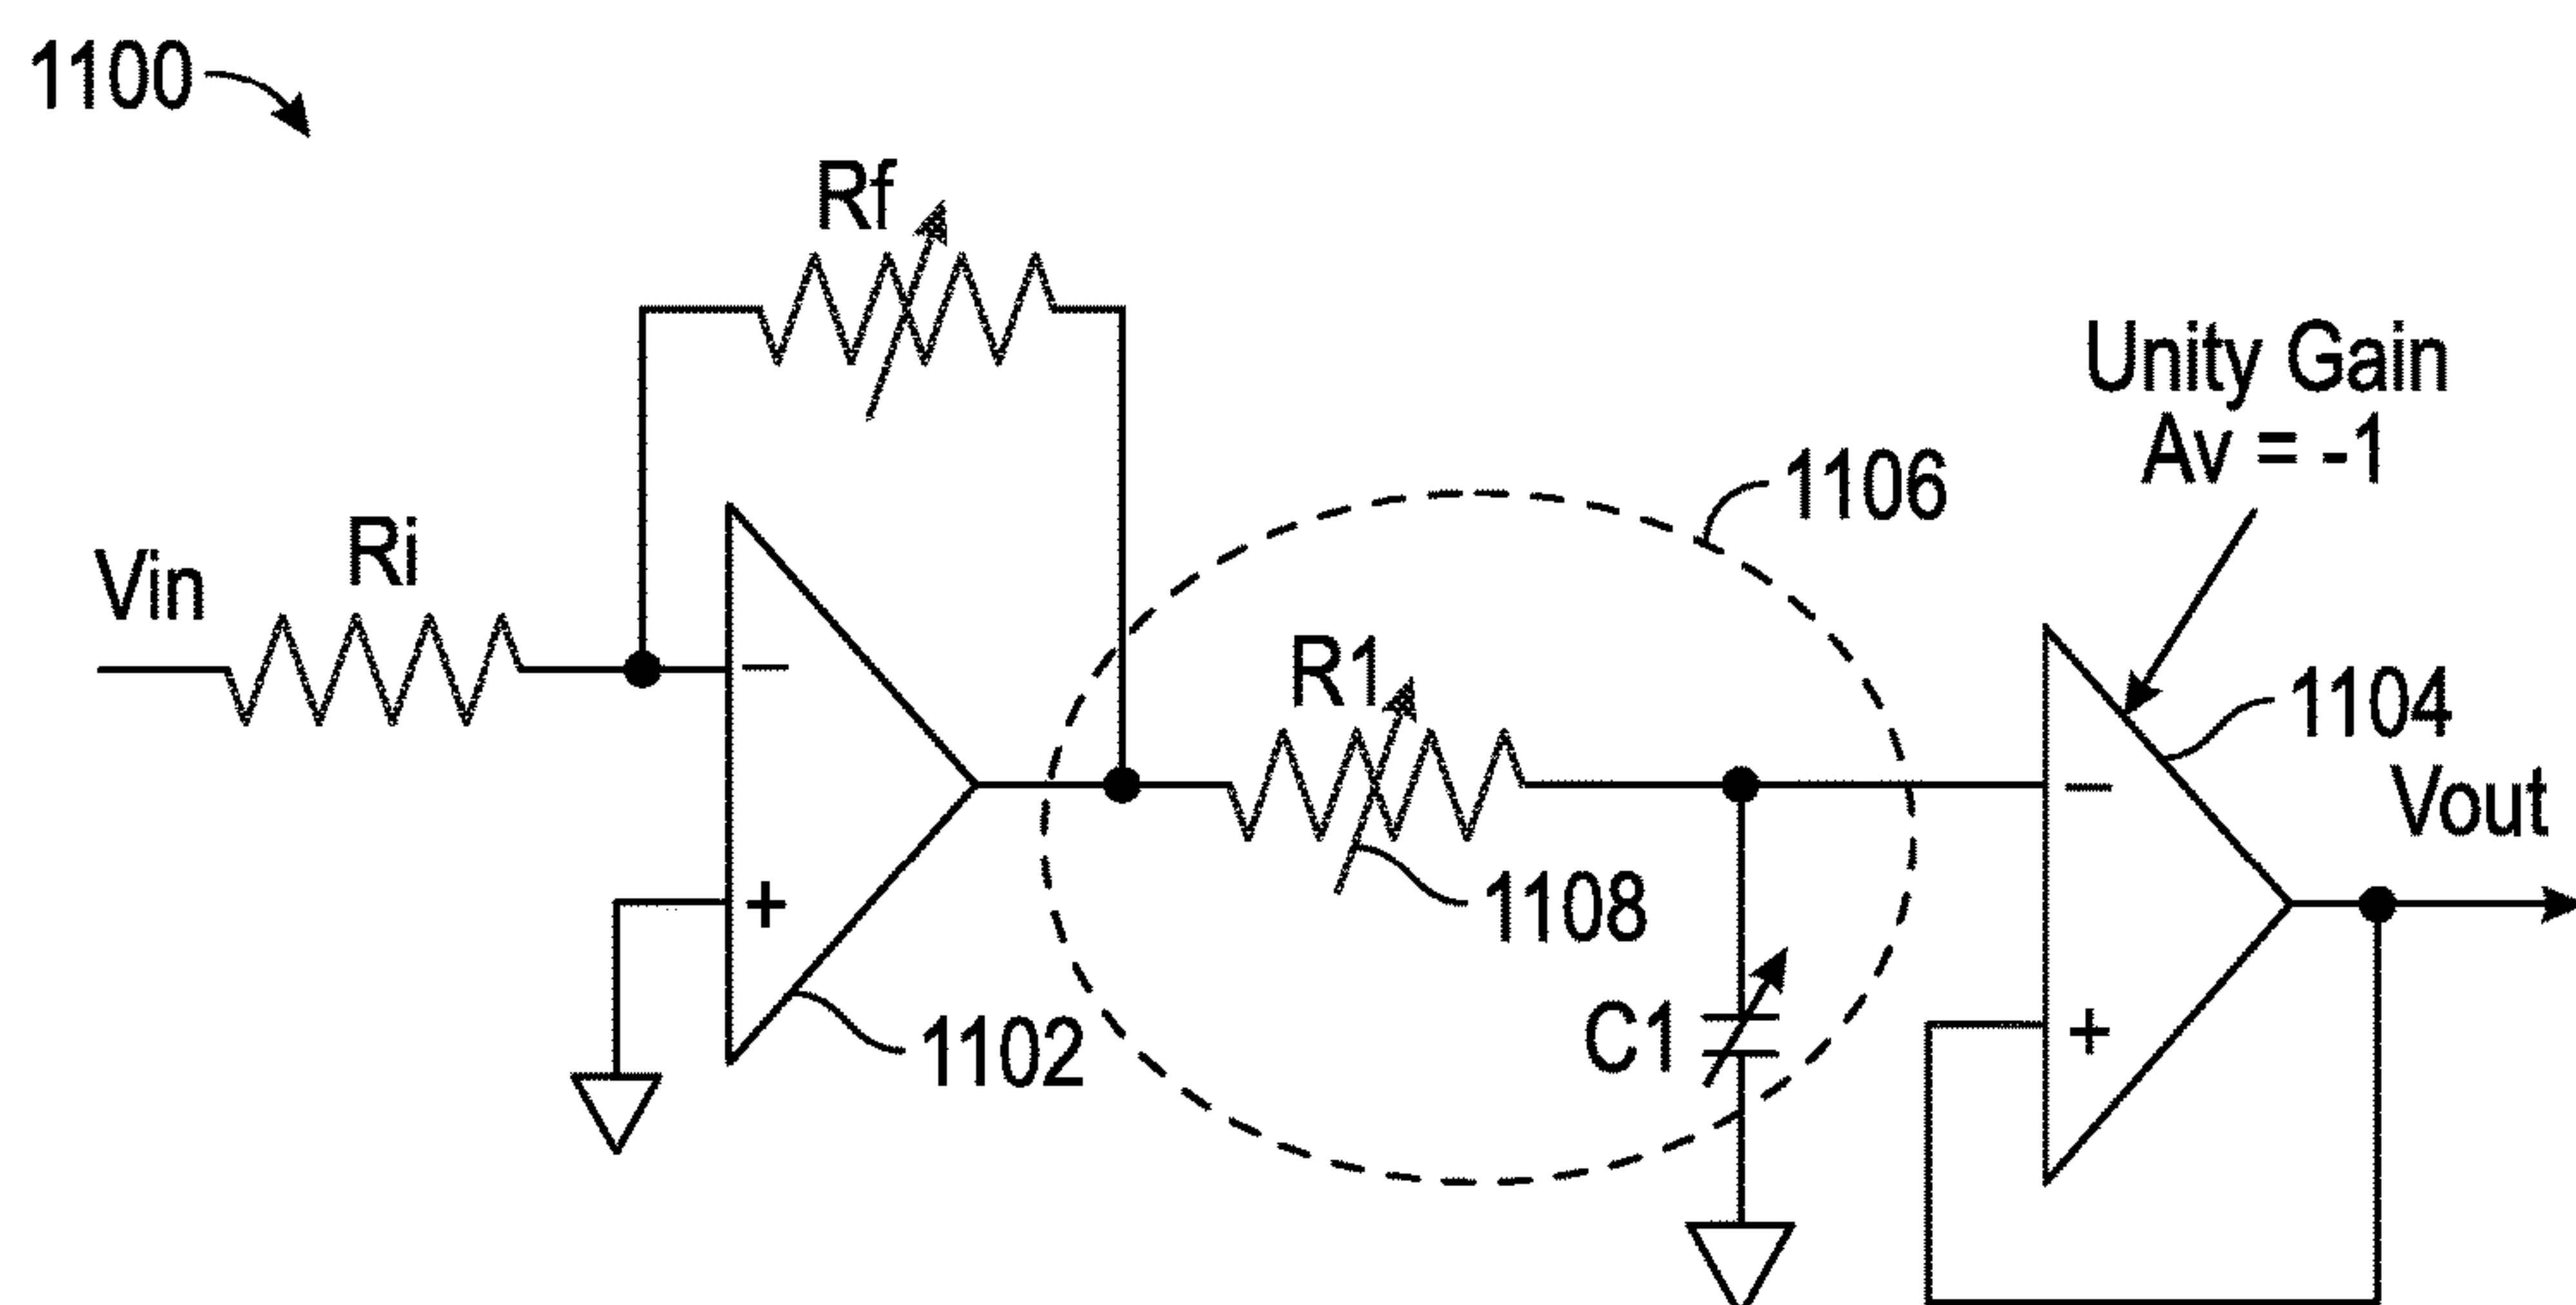 1100
Rf
Unity Gain
Av = -1
1106
Vin
Ri
R1
1104
Vout
−
+
−
+
1108
C1
1102